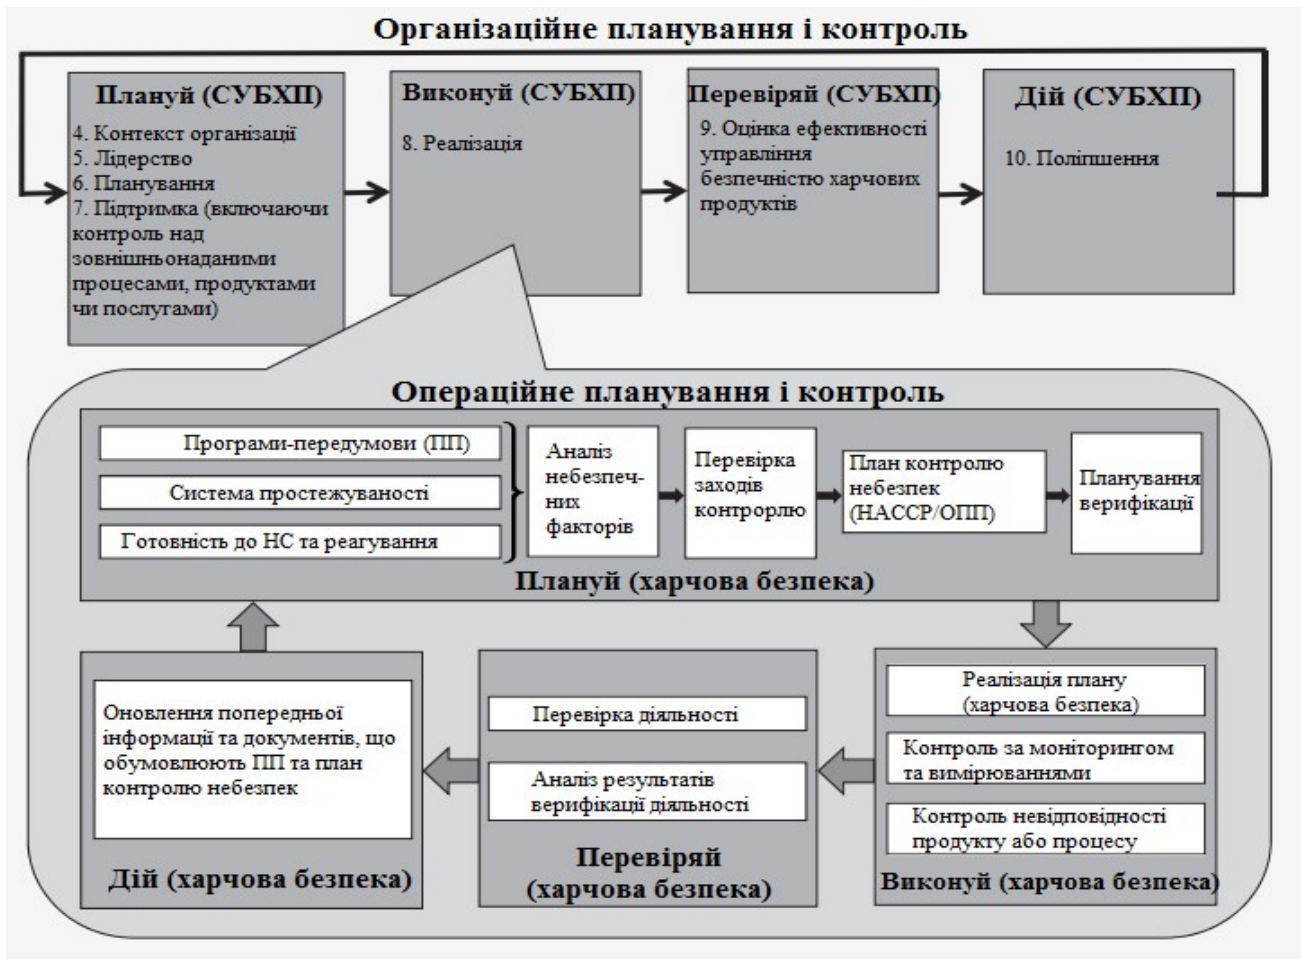 Організаційне планування і контроль
Плануй (СУБХП)
4. Контекст організації
5. Лідерство
6. Планування
7. Підтримка (включаючи
контроль над
зовнішньонаданими
процесами, продуктами
чи послугами)
Виконуй (СУБХП)
8. Реалізація
Перевіряй (СУБХП)
9. Оцінка ефективності
управління
безпечністю харчових
продуктів
Дій (СУБХП)
10. Поліпшення
Операційне планування і контроль
Програми-передумови (ПП)
Система простежуваності
Готовність до НС та реагування
Аналіз
небезпеч-
них
факторів
Перевірка
заходів
контрорлю
План контролю
небезпек
(НАССР/ОПП)
Планування
верифікації
Плануй (харчова безпека)
Оновлення попередньої
інформації та документів, що
обумовлюють ПП та план
контролю небезпек
Дій (харчова безпека)
Перевірка діяльності
Аналіз результатів
верифікації діяльності
Перевіряй
(харчова безпека)
Реалізація плану
(харчова безпека)
Контроль за моніторингом
та вимірюваннями
Контроль невідповідності
продукту або процесу
Виконуй (харчова безпека)